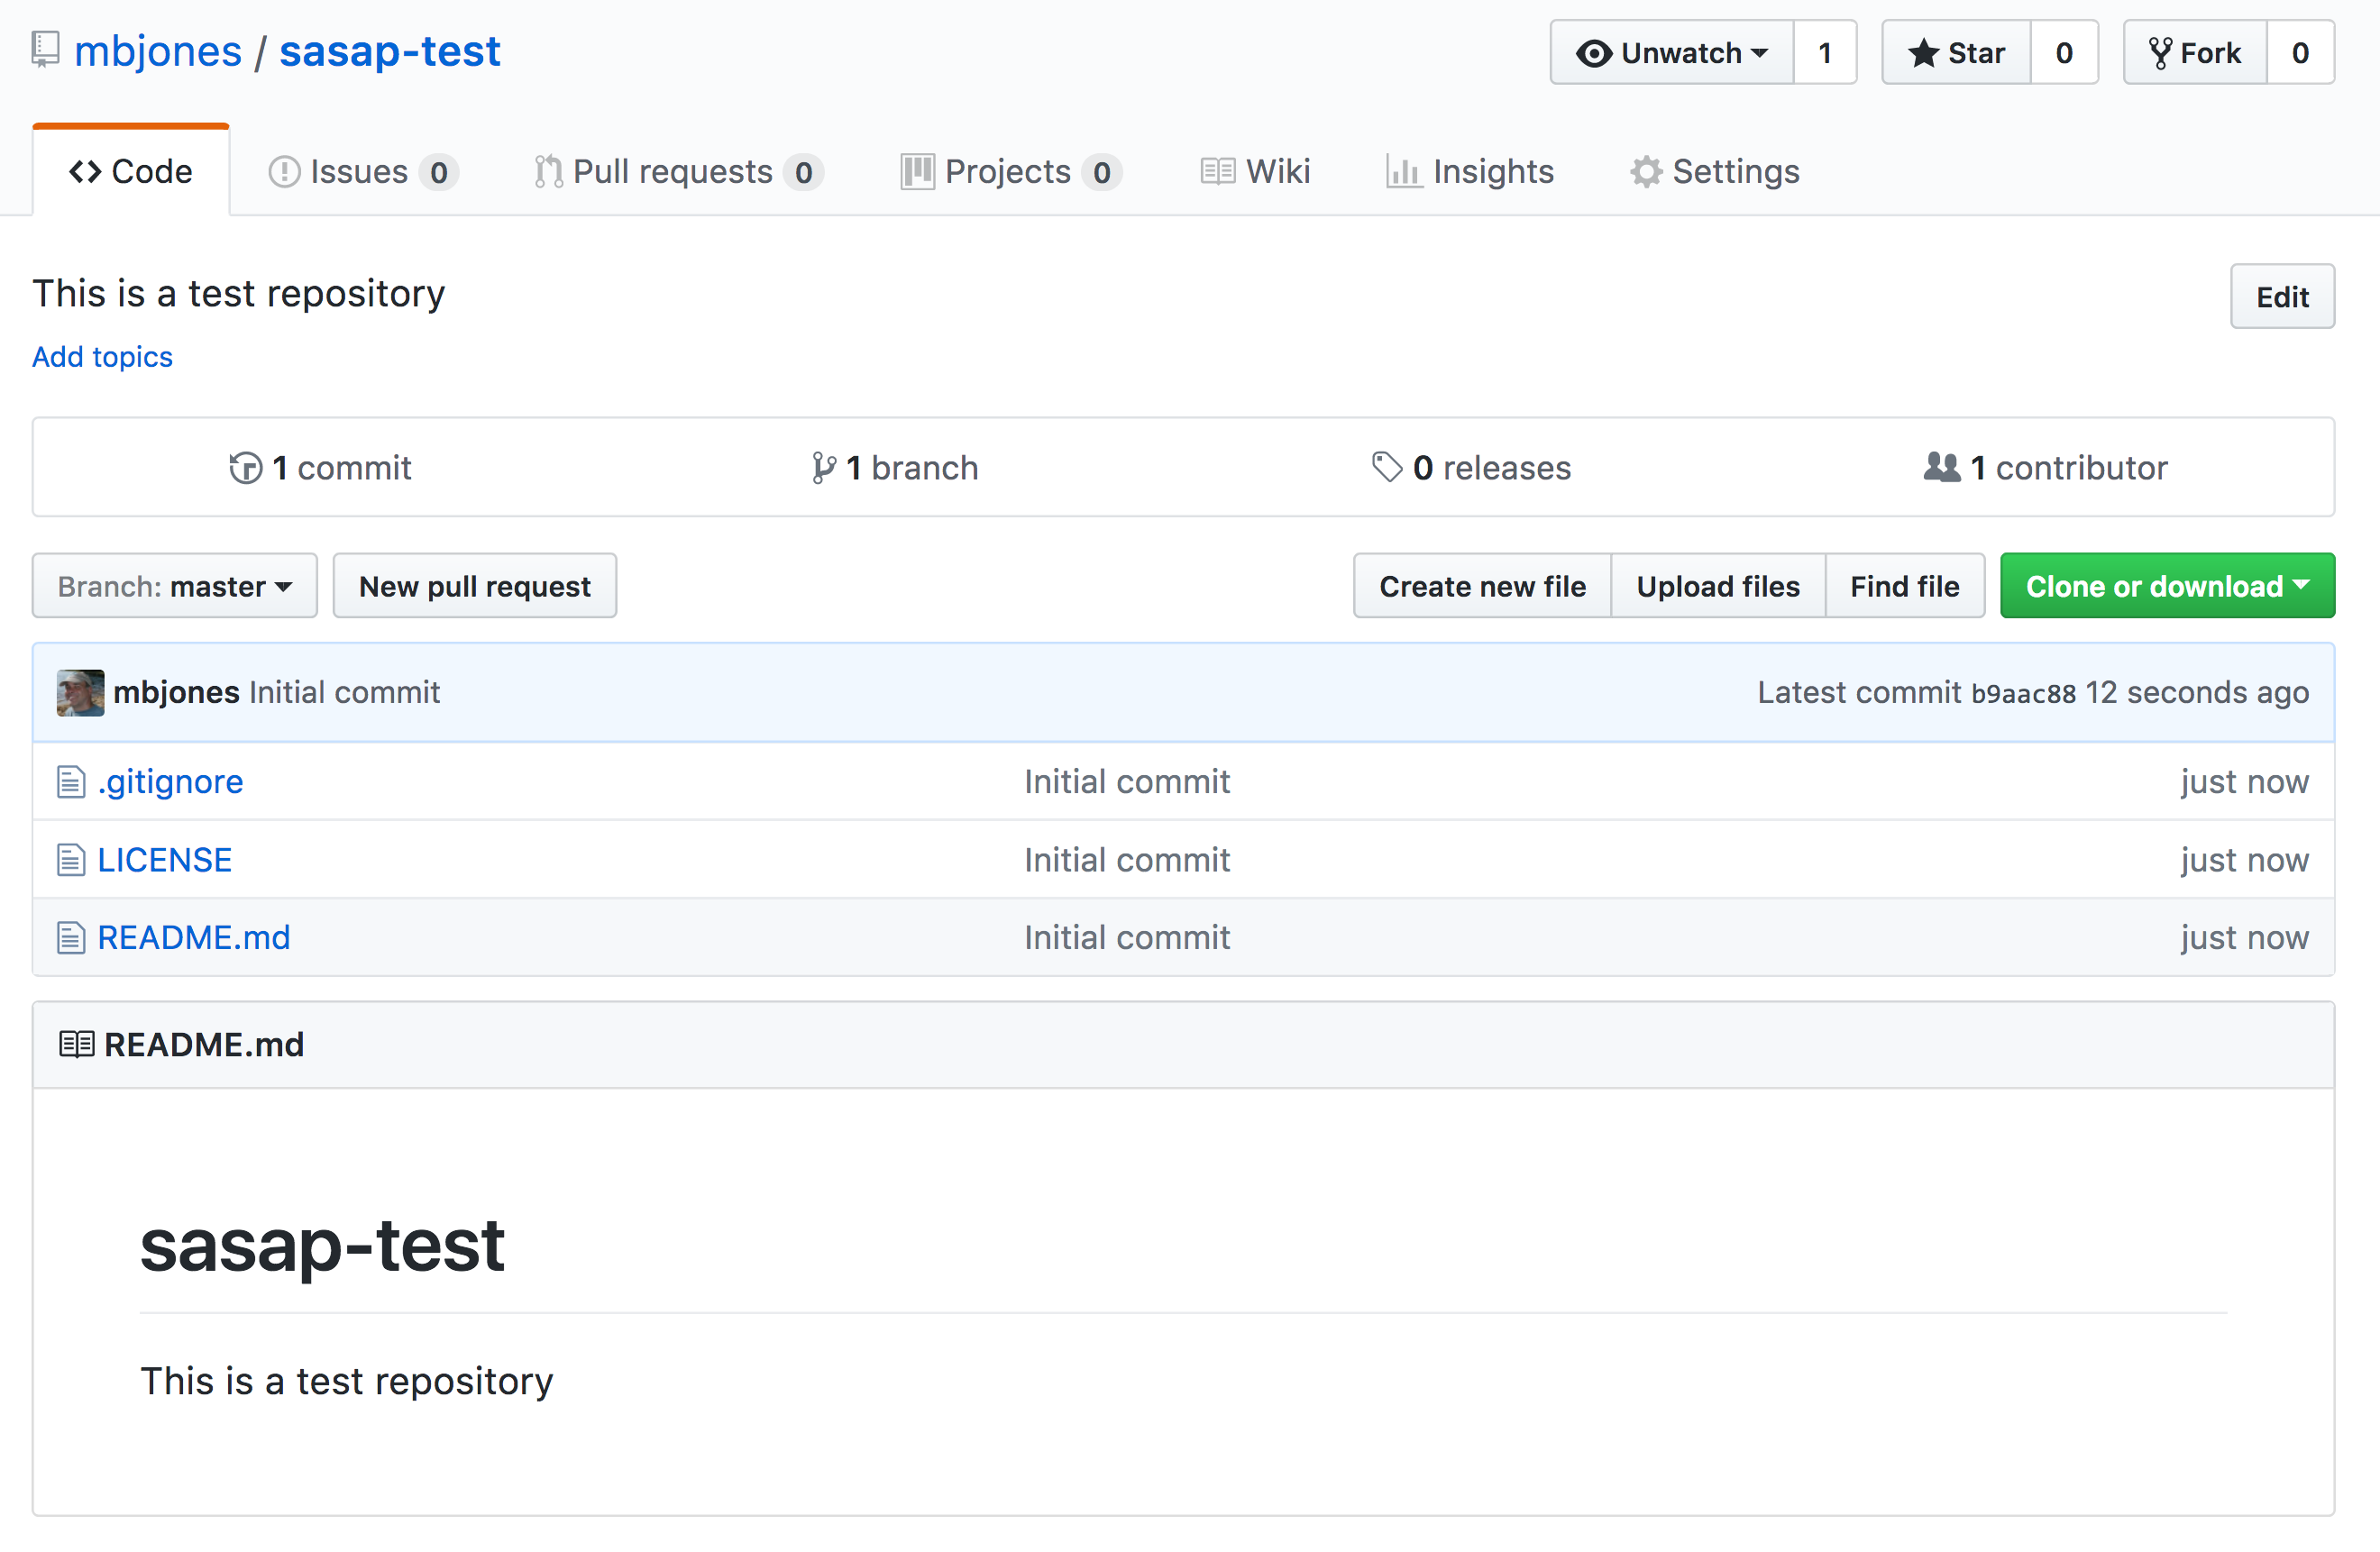 mbjones / sasap-test
Unwatch 1 Star 0 Fork 0
Code Issues 0 Pull requests 0 Projects 0 Wiki Insights Settings
This is a test repository
Edit
Add topics
1 commit 1 branch 0 releases 1 contributor
Branch: master New pull request Create new file Upload files Find file Clone or download
mbjones Initial commit Latest commit b9aac88 12 seconds ago
.gitignore Initial commit just now
LICENSE Initial commit just now
README.md Initial commit just now
README.md
sasap-test
This is a test repository